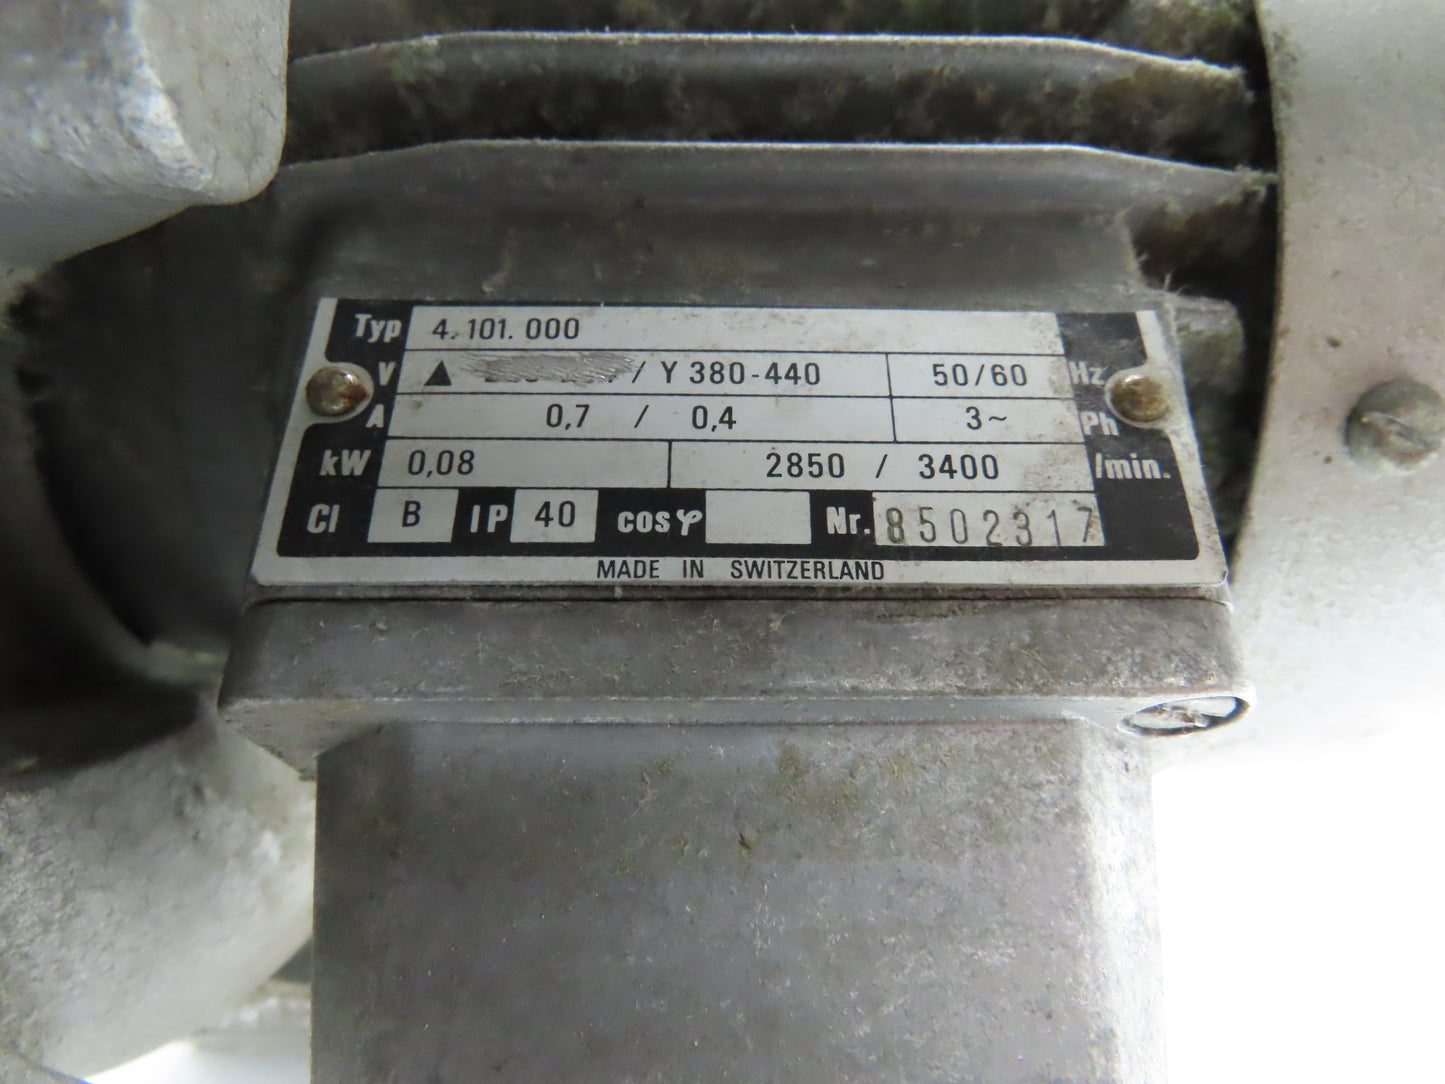 Typ 4.101.000
V ▲ / Y 380-440 50/60 Hz
A 0,7 / 0,4 3~ Ph
kW 0,08 2850 / 3400 /min.
Cl B IP 40 cosφ Nr. 8502317
MADE IN SWITZERLAND